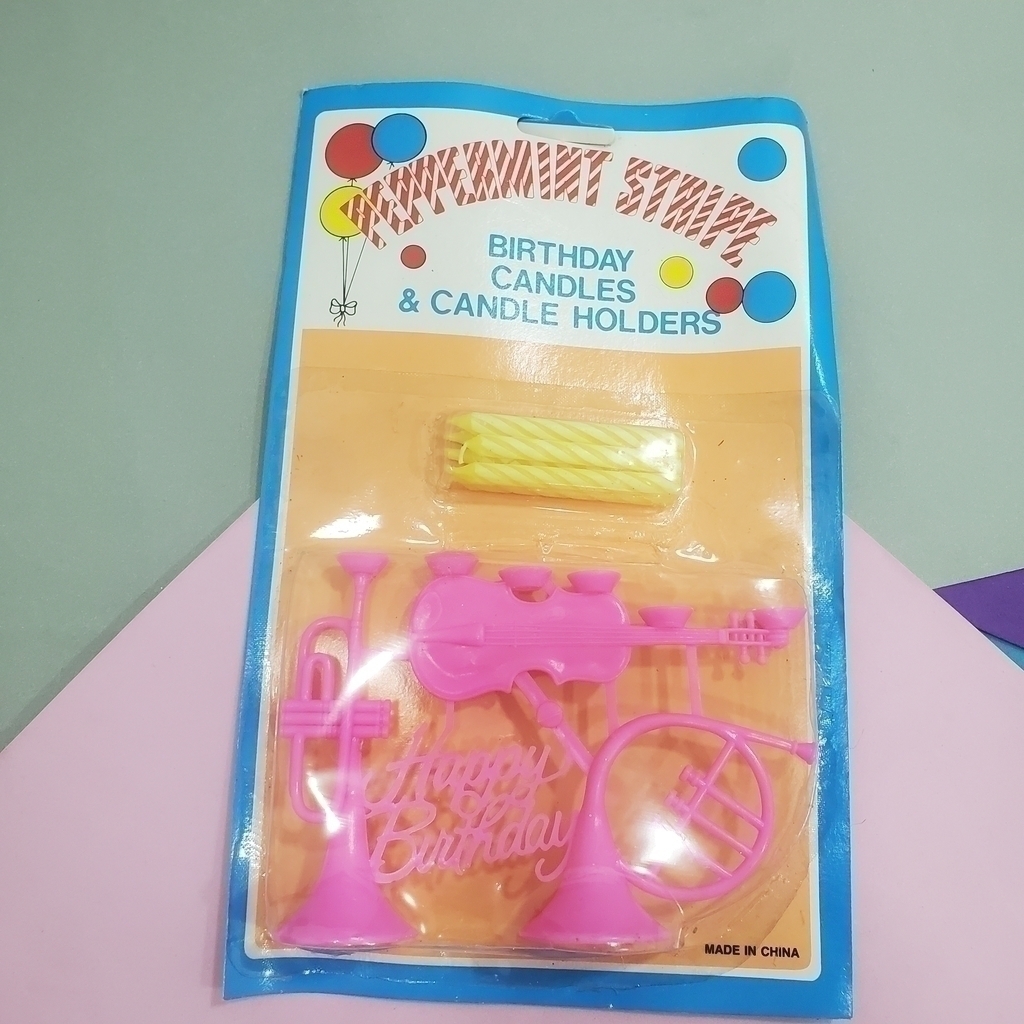 PEPPERMINT STRIPE
BIRTHDAY
CANDLES
& CANDLE HOLDERS
Happy
Birthday
MADE IN CHINA